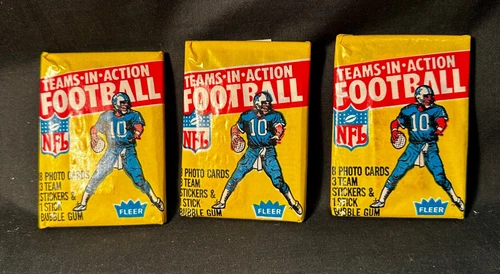 TEAMS·IN·ACTION
FOOTBALL
10
NFL
8 PHOTO CARDS
3 TEAM
STICKERS &
1 STICK
BUBBLE GUM
FLEER
TEAMS·IN·ACTION
FOOTBALL
10
NFL
8 PHOTO CARDS
3 TEAM
STICKERS &
1 STICK
BUBBLE GUM
FLEER
TEAMS·IN·ACTION
FOOTBALL
10
NFL
8 PHOTO CARDS
3 TEAM
STICKERS &
1 STICK
BUBBLE GUM
FLEER